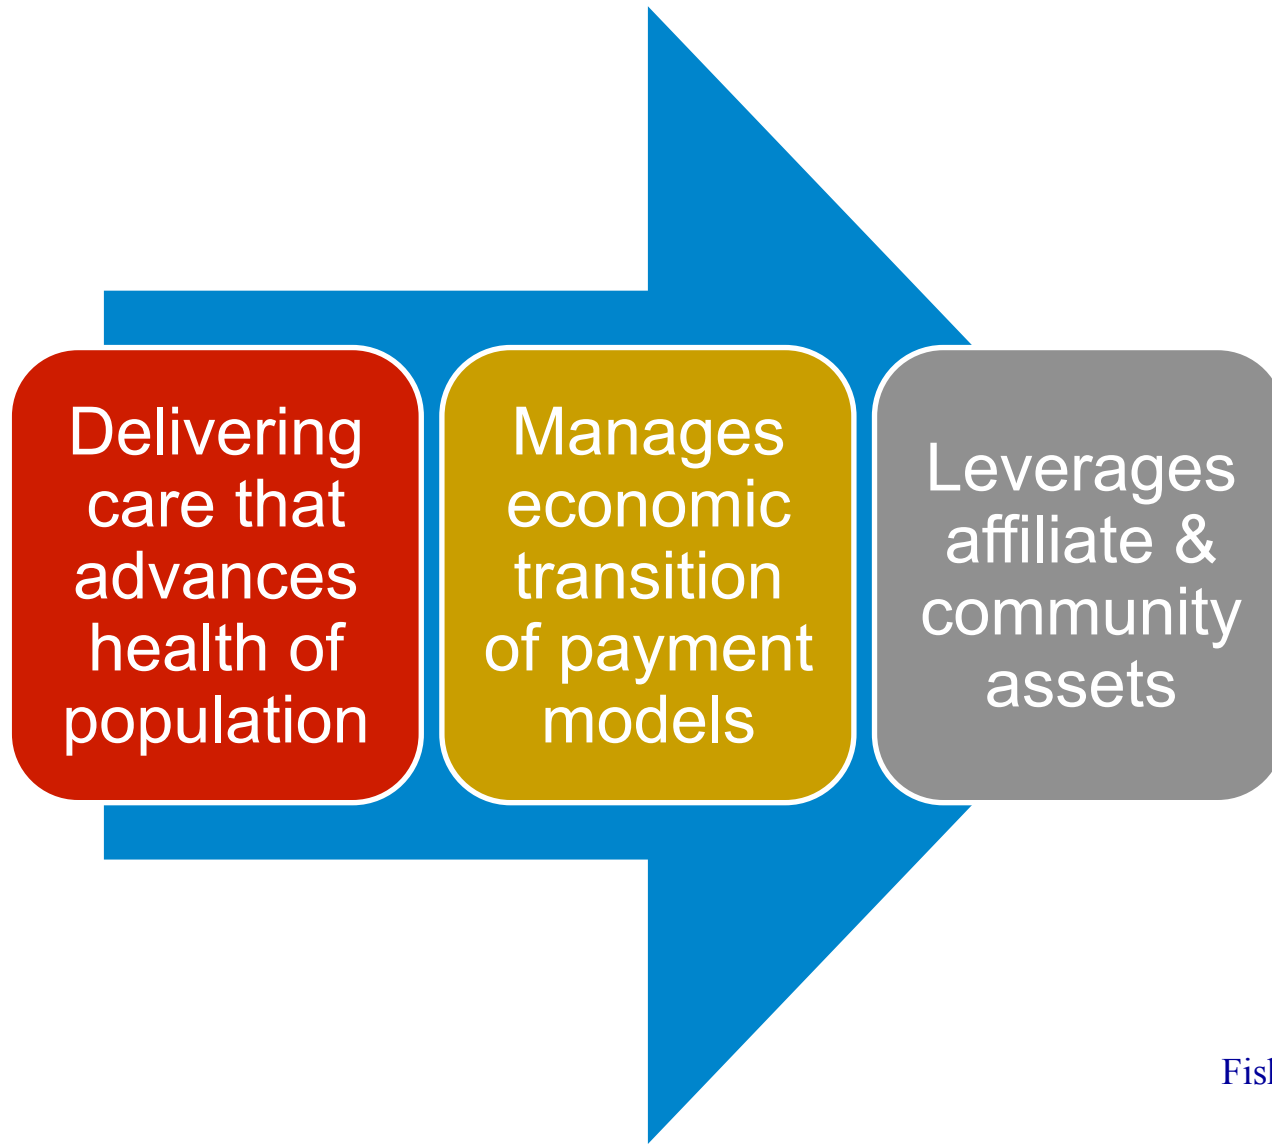 Delivering
care that
advances
health of
population
Manages
economic
transition
of payment
models
Leverages
affiliate &
community
assets